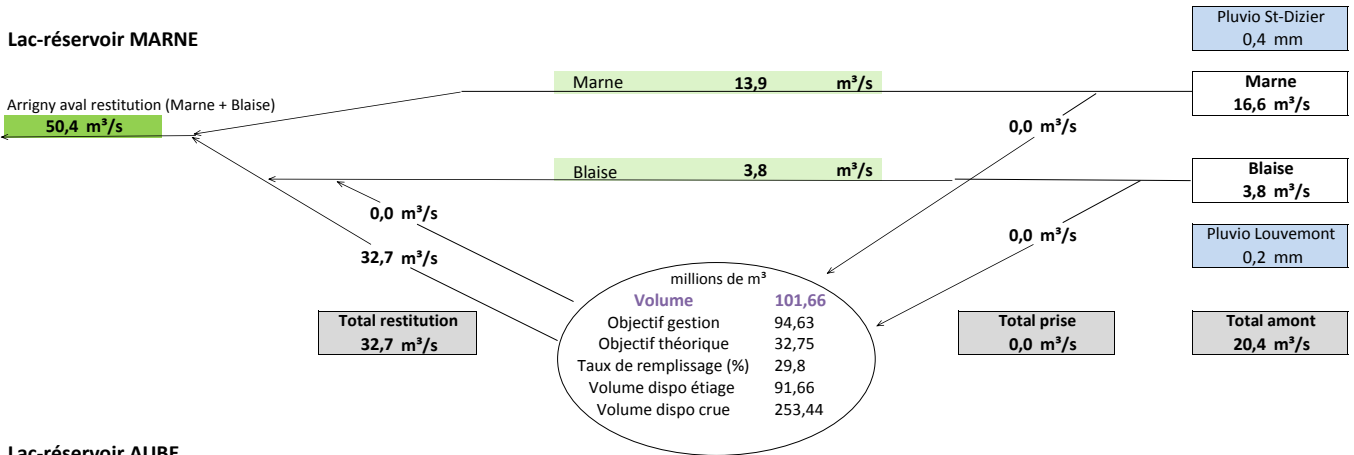 Pluvio St-Dizier
0,4 mm
Lac-réservoir MARNE
Marne 13,9 m³/s
Marne
16,6 m³/s
Arrigny aval restitution (Marne + Blaise)
50,4 m³/s
0,0 m³/s
Blaise 3,8 m³/s
Blaise
3,8 m³/s
0,0 m³/s
0,0 m³/s
Pluvio Louvemont
0,2 mm
32,7 m³/s
millions de m³
Volume 101,66
Objectif gestion 94,63
Objectif théorique 32,75
Taux de remplissage (%) 29,8
Volume dispo étiage 91,66
Volume dispo crue 253,44
Total restitution
32,7 m³/s
Total prise
0,0 m³/s
Total amont
20,4 m³/s
Lac-réservoir AUBE